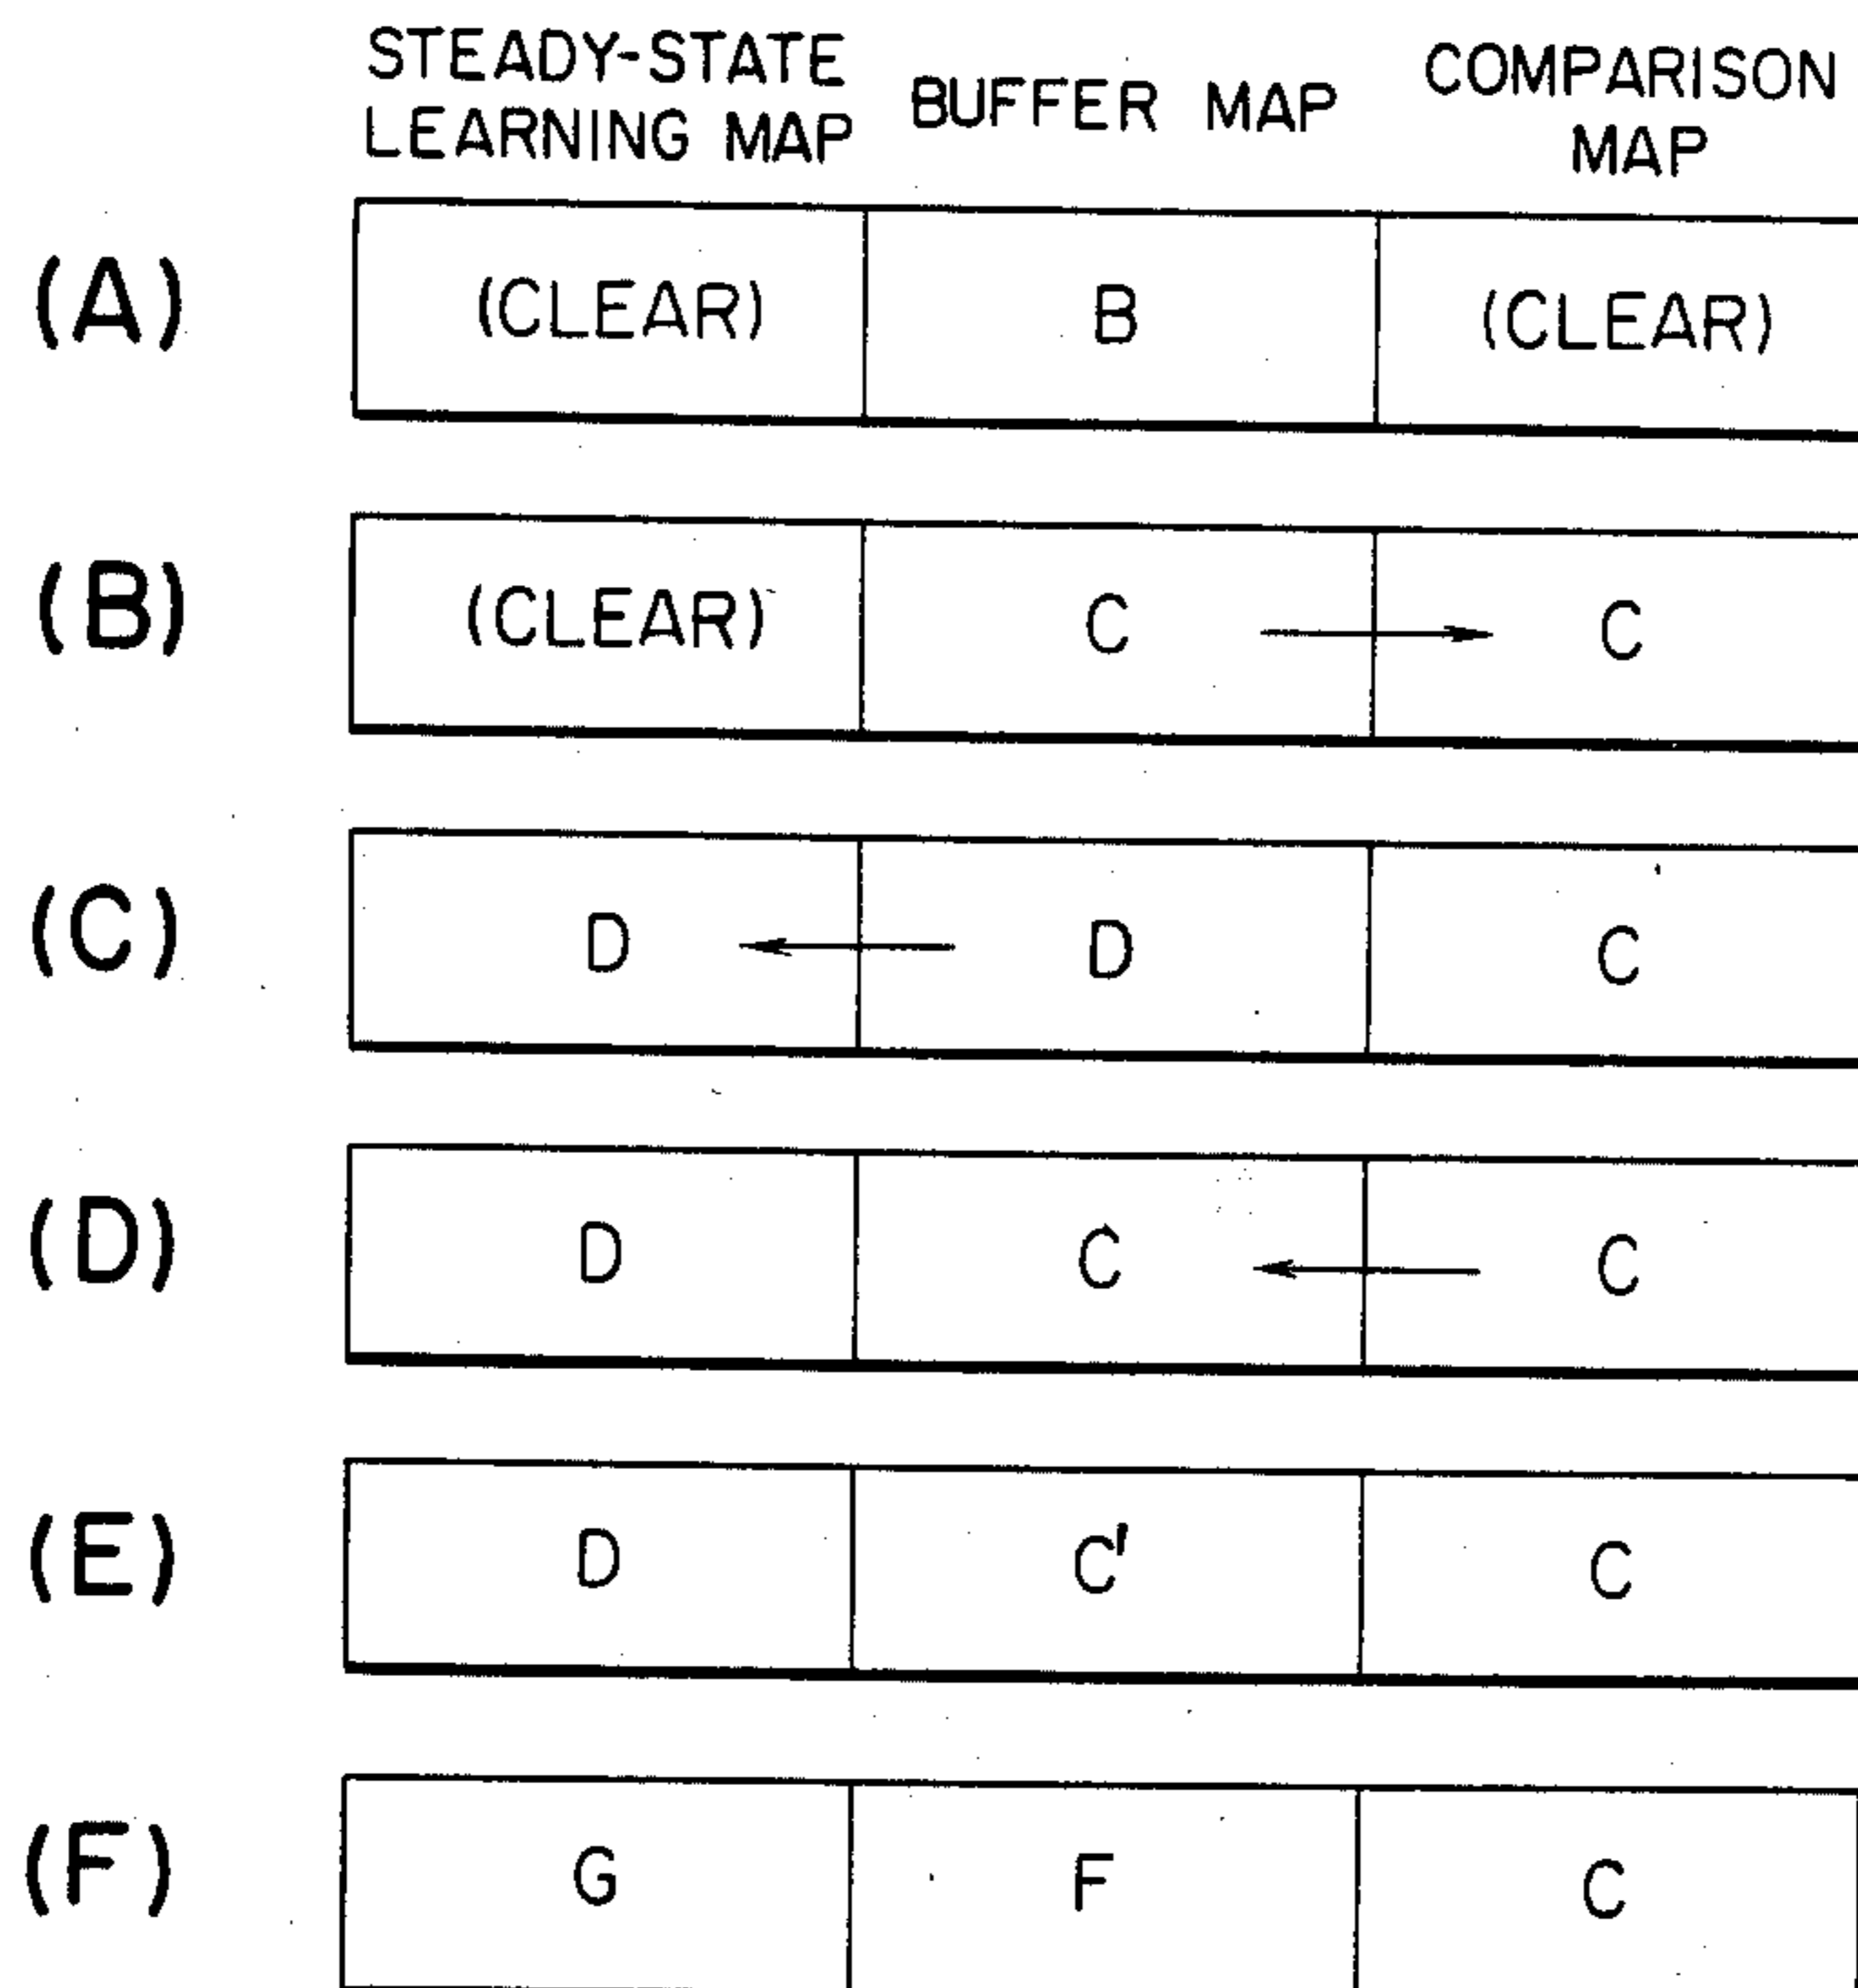 STEADY-STATE
LEARNING MAP
BUFFER MAP
COMPARISON
MAP
(A) (CLEAR) B (CLEAR)
(B) (CLEAR) C C
(C) D D C
(D) D C C
(E) D C' C
(F) G F C